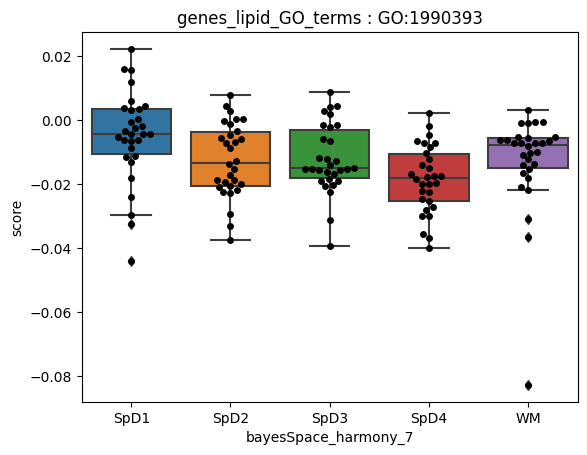 genes_lipid_GO_terms : GO:1990393
0.02
0.00
−0.02
−0.04
−0.06
−0.08
score
SpD1 SpD2 SpD3 SpD4 WM
bayesSpace_harmony_7